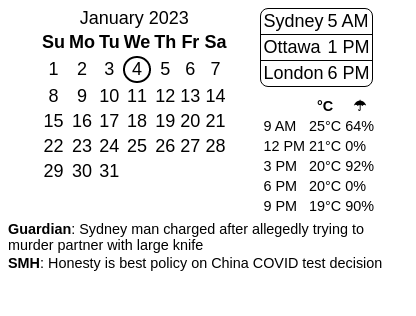 January 2023
Su Mo Tu We Th Fr Sa
1 2 3 4 5 6 7
8 9 10 11 12 13 14
15 16 17 18 19 20 21
22 23 24 25 26 27 28
29 30 31
Sydney 5 AM
Ottawa 1 PM
London 6 PM
°C ☂
9 AM 25°C 64%
12 PM 21°C 0%
3 PM 20°C 92%
6 PM 20°C 0%
9 PM 19°C 90%
Guardian: Sydney man charged after allegedly trying to
murder partner with large knife
SMH: Honesty is best policy on China COVID test decision